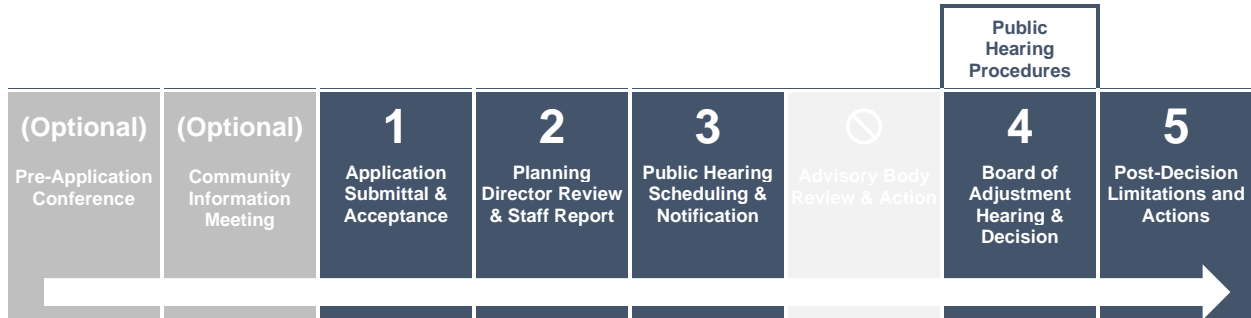 Public
Hearing
Procedures
(Optional)
Pre-Application
Conference
(Optional)
Community
Information
Meeting
1
Application
Submittal &
Acceptance
2
Planning
Director Review
& Staff Report
3
Public Hearing
Scheduling &
Notification
Advisory Body
Review & Action
4
Board of
Adjustment
Hearing &
Decision
5
Post-Decision
Limitations and
Actions